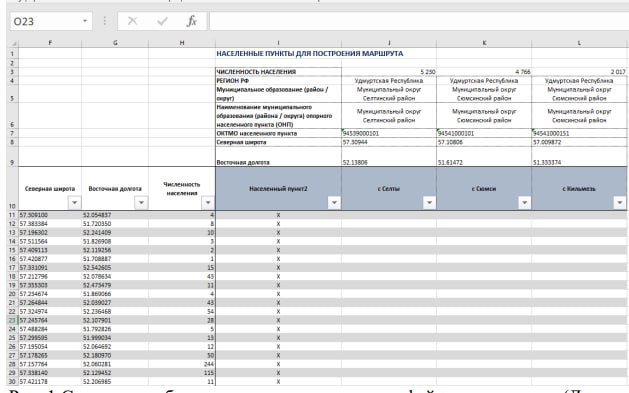 O23
fx
F G H I J K L
1 НАСЕЛЕННЫЕ ПУНКТЫ ДЛЯ ПОСТРОЕНИЯ МАРШРУТА
2
3 ЧИСЛЕННОСТЬ НАСЕЛЕНИЯ 5 230 4 766 2 017
4 РЕГИОН РФ Удмуртская Республика Удмуртская Республика Удмуртская Республика
Муниципальное образование (район / Муниципальный округ Муниципальный округ Муниципальный округ
5 округ) Селтинский район Сюмсинский район Сюмсинский район
Наименование муниципального
образования (района / округа) опорного Муниципальный округ Муниципальный округ Муниципальный округ
6 населенного пункта (ОНП) Селтинский район Сюмсинский район Сюмсинский район
7 ОКТМО населенного пункта 94539000101 94541000101 94541000151
8 Северная широта 57.30944 57.10806 57.009872
9 Восточная долгота 52.13806 51.61472 51.333374
10 Северная широта Восточная долгота Численность населения Населенный пункт2 с Селты с Сюмси с Кильмезь
11 57.309100 52.054837 4 X
12 57.383384 51.720350 8 X
13 57.196302 52.241409 10 X
14 57.511564 51.826908 3 X
15 57.409113 52.119256 2 X
16 57.420877 51.708887 1 X
17 57.331091 52.542605 15 X
18 57.212796 52.078634 43 X
19 57.355303 52.473479 11 X
20 57.234674 51.869066 4 X
21 57.264844 52.039027 43 X
22 57.324974 52.236468 54 X
23 57.245764 52.107901 28 X
24 57.488284 51.792826 5 X
25 57.299595 51.999034 13 X
26 57.195054 52.064692 12 X
27 57.178265 52.180970 50 X
28 57.157764 52.060281 244 X
29 57.338140 52.129452 115 X
30 57.421178 52.206985 11 X